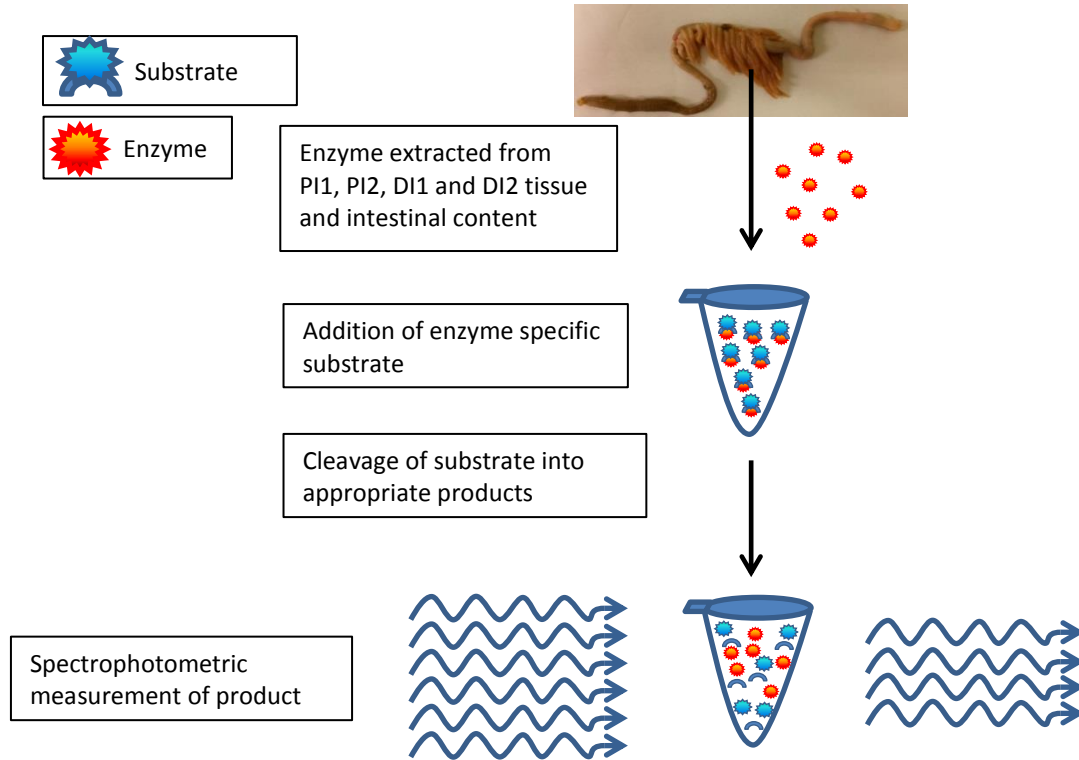 Substrate
Enzyme
Enzyme extracted from
PI1, PI2, DI1 and DI2 tissue
and intestinal content
Addition of enzyme specific
substrate
Cleavage of substrate into
appropriate products
Spectrophotometric
measurement of product